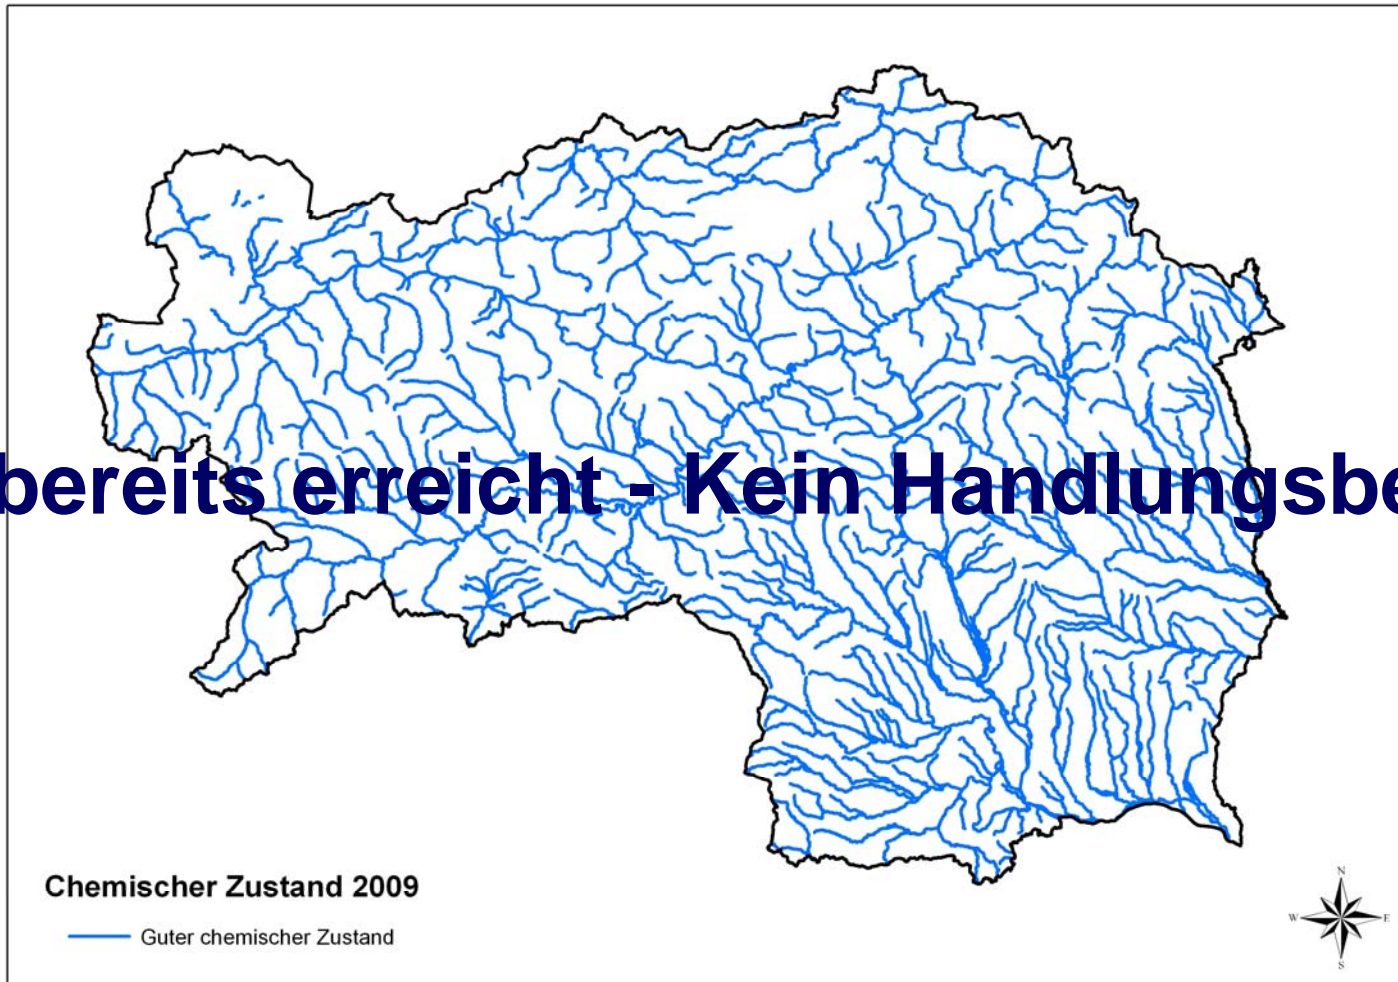 bereits erreicht - Kein Handlungsbe
Chemischer Zustand 2009
Guter chemischer Zustand
N
W
E
S